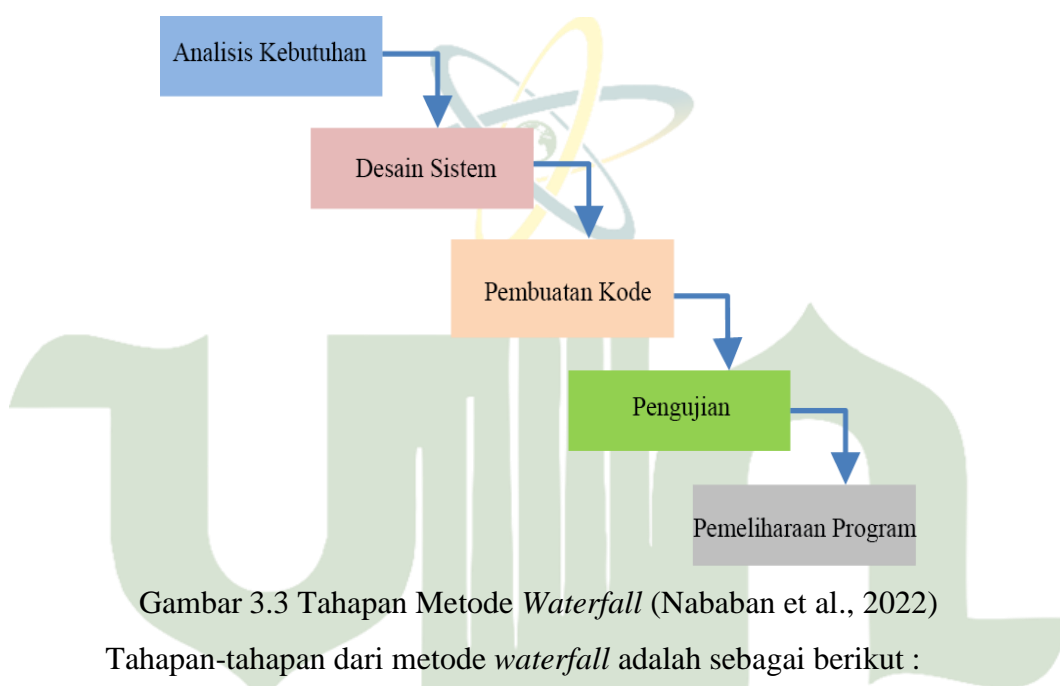 Analisis Kebutuhan
Desain Sistem
Pembuatan Kode
Pengujian
Pemeliharaan Program
Gambar 3.3 Tahapan Metode Waterfall (Nababan et al., 2022)
Tahapan-tahapan dari metode waterfall adalah sebagai berikut :